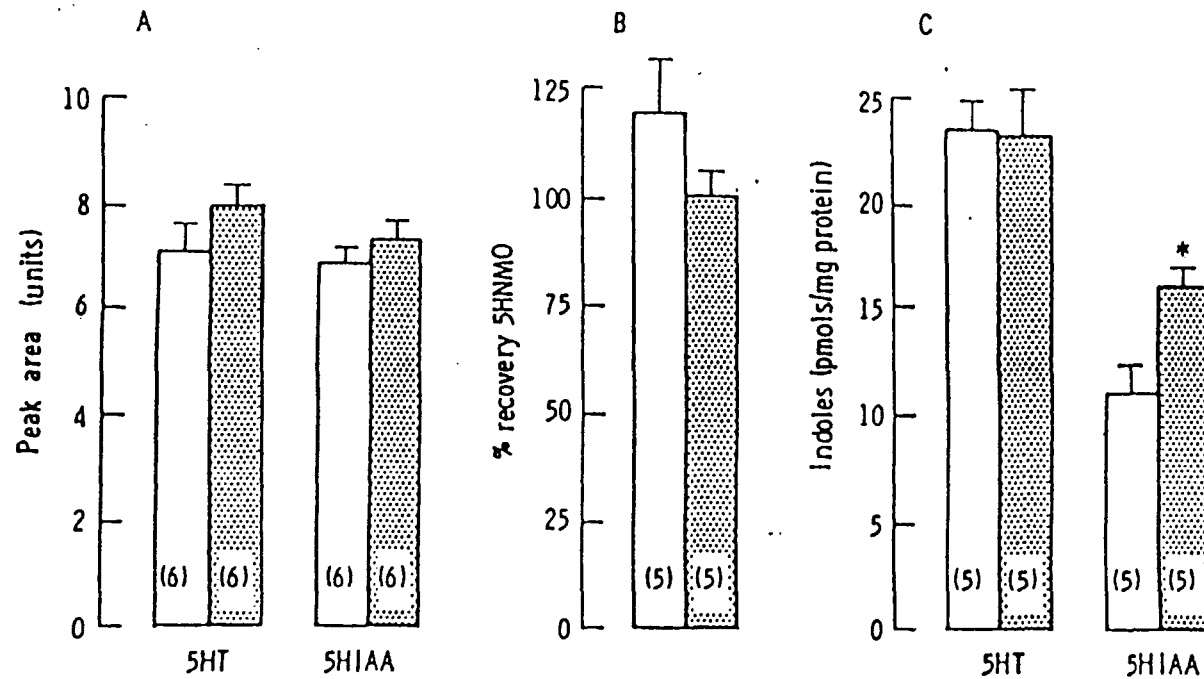 A
Peak area (units)
10
8
6
4
2
0
(6) (6) (6) (6)
5HT 5HIAA
B
% recovery 5HNMO
125
100
75
50
25
0
(5) (5)
C
Indoles (pmols/mg protein)
25
20
15
10
5
0
*
(5) (5) (5) (5)
5HT 5HIAA